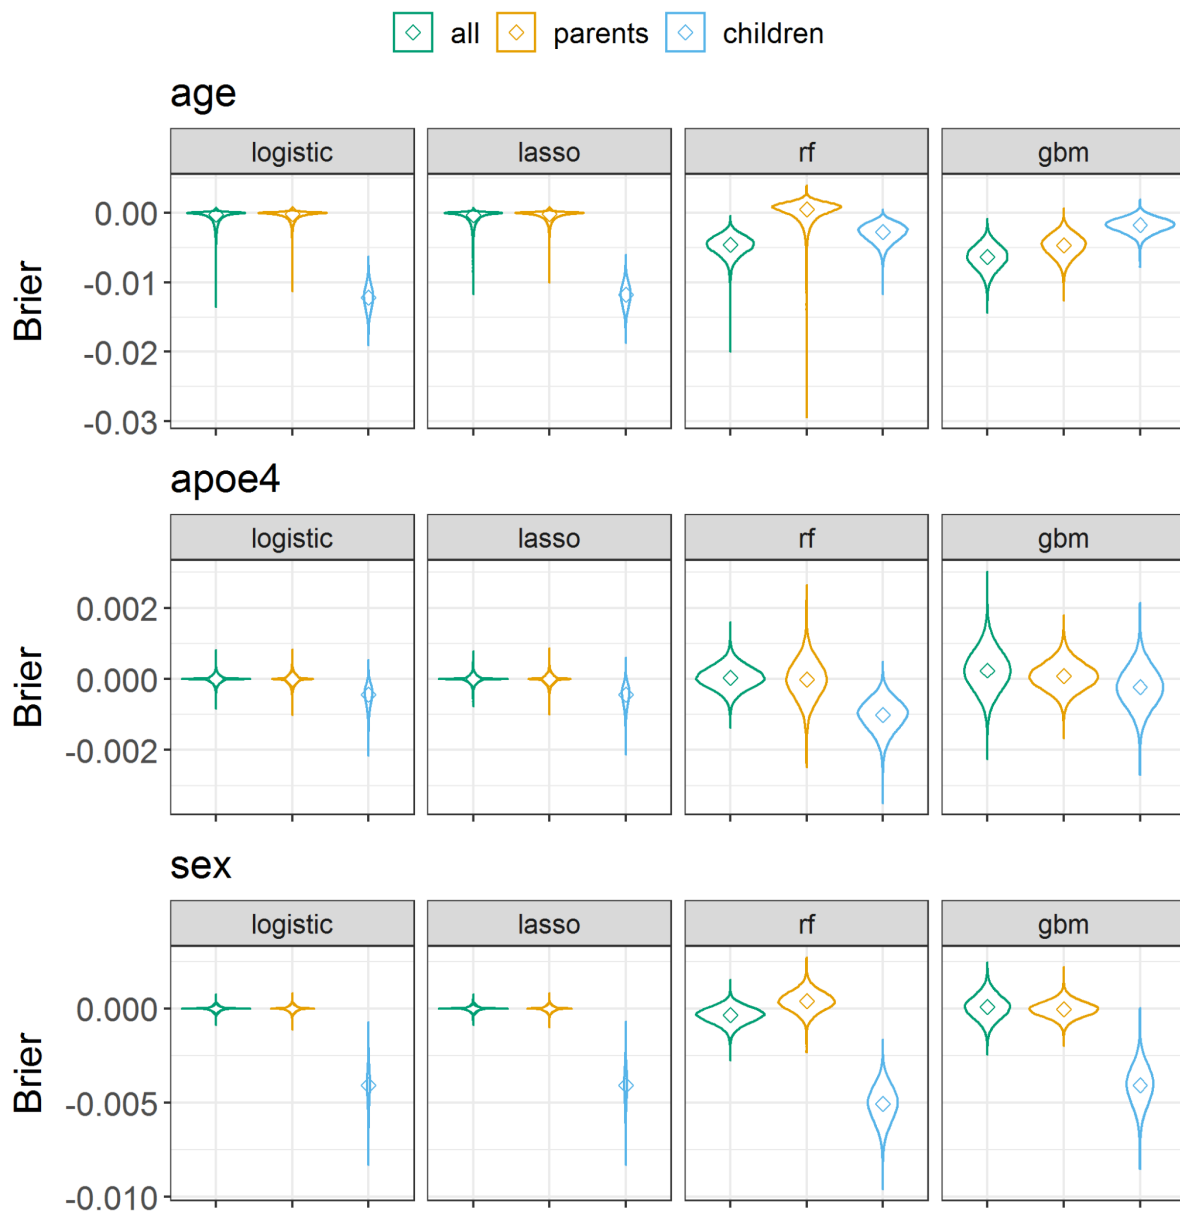 all parents children
age
logistic lasso rf gbm
0.00
-0.01
-0.02
-0.03
Brier
apoe4
logistic lasso rf gbm
0.002
0.000
-0.002
Brier
sex
logistic lasso rf gbm
0.000
-0.005
-0.010
Brier